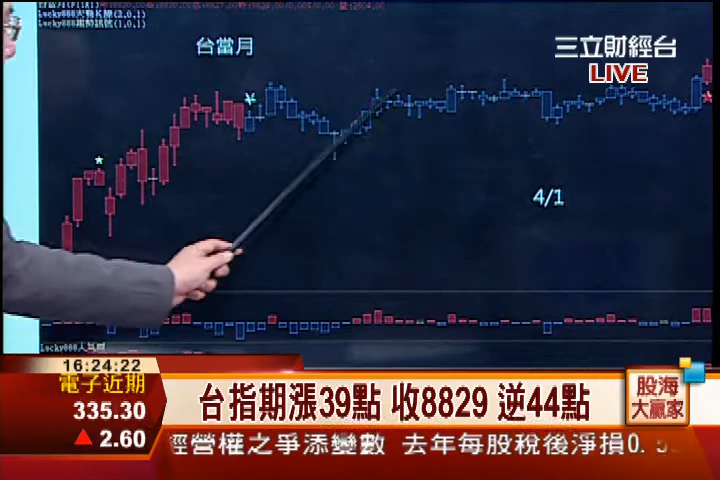 台當月
三立財經台
LIVE
4/1
16:24:22
電子近期
335.30
▲ 2.60
台指期漲39點 收8829 逆44點
股海
大贏家
經營權之爭添變數 去年每股稅後淨損0.